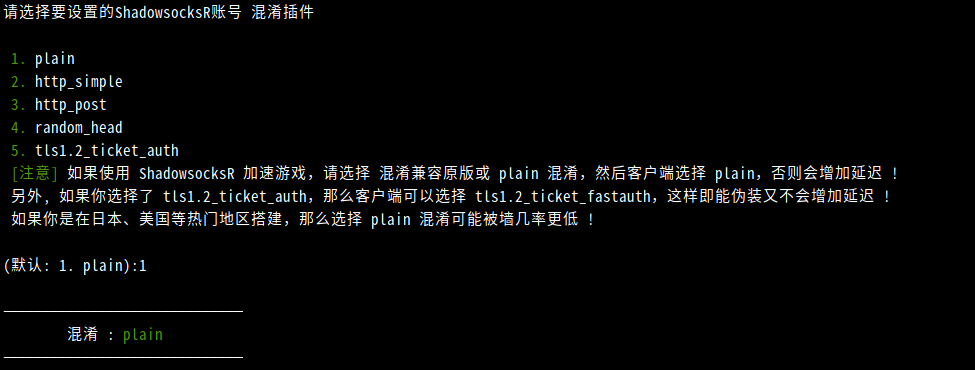 请选择要设置的ShadowsocksR账号 混淆插件
1. plain
2. http_simple
3. http_post
4. random_head
5. tls1.2_ticket_auth
[注意] 如果使用 ShadowsocksR 加速游戏，请选择 混淆兼容原版或 plain 混淆，然后客户端选择 plain，否则会增加延迟 !
另外, 如果你选择了 tls1.2_ticket_auth，那么客户端可以选择 tls1.2_ticket_fastauth，这样即能伪装又不会增加延迟 !
如果你是在日本、美国等热门地区搭建，那么选择 plain 混淆可能被墙几率更低 !
(默认: 1. plain):1
混淆 : plain